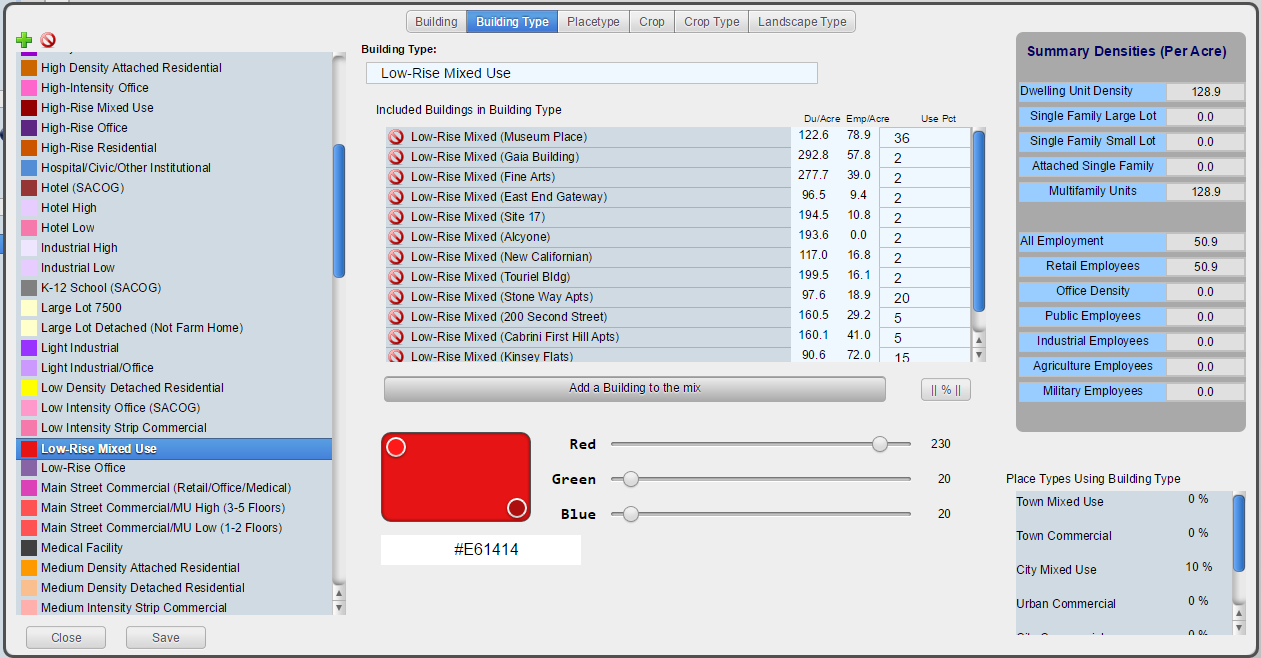 Building Building Type Placetype Crop Crop Type Landscape Type
High Density Attached Residential
High-Intensity Office
High-Rise Mixed Use
High-Rise Office
High-Rise Residential
Hospital/Civic/Other Institutional
Hotel (SACOG)
Hotel High
Hotel Low
Industrial High
Industrial Low
K-12 School (SACOG)
Large Lot 7500
Large Lot Detached (Not Farm Home)
Light Industrial
Light Industrial/Office
Low Density Detached Residential
Low Intensity Office (SACOG)
Low Intensity Strip Commercial
Low-Rise Mixed Use
Low-Rise Office
Main Street Commercial (Retail/Office/Medical)
Main Street Commercial/MU High (3-5 Floors)
Main Street Commercial/MU Low (1-2 Floors)
Medical Facility
Medium Density Attached Residential
Medium Density Detached Residential
Medium Intensity Strip Commercial
Close Save
Building Type:
Low-Rise Mixed Use
Included Buildings in Building Type
Du/Acre Emp/Acre Use Pct
Low-Rise Mixed (Museum Place) 122.6 78.9 36
Low-Rise Mixed (Gaia Building) 292.8 57.8 2
Low-Rise Mixed (Fine Arts) 277.7 39.0 2
Low-Rise Mixed (East End Gateway) 96.5 9.4 2
Low-Rise Mixed (Site 17) 194.5 10.8 2
Low-Rise Mixed (Alcyone) 193.6 0.0 2
Low-Rise Mixed (New Californian) 117.0 16.8 2
Low-Rise Mixed (Touriel Bldg) 199.5 16.1 2
Low-Rise Mixed (Stone Way Apts) 97.6 18.9 20
Low-Rise Mixed (200 Second Street) 160.5 29.2 5
Low-Rise Mixed (Cabrini First Hill Apts) 160.1 41.0 5
Low-Rise Mixed (Kinsey Flats) 90.6 72.0 15
Add a Building to the mix || % ||
Red 230
Green 20
Blue 20
#E61414
Summary Densities (Per Acre)
Dwelling Unit Density 128.9
Single Family Large Lot 0.0
Single Family Small Lot 0.0
Attached Single Family 0.0
Multifamily Units 128.9
All Employment 50.9
Retail Employees 50.9
Office Density 0.0
Public Employees 0.0
Industrial Employees 0.0
Agriculture Employees 0.0
Military Employees 0.0
Place Types Using Building Type
Town Mixed Use 0 %
Town Commercial 0 %
City Mixed Use 10 %
Urban Commercial 0 %
0 %